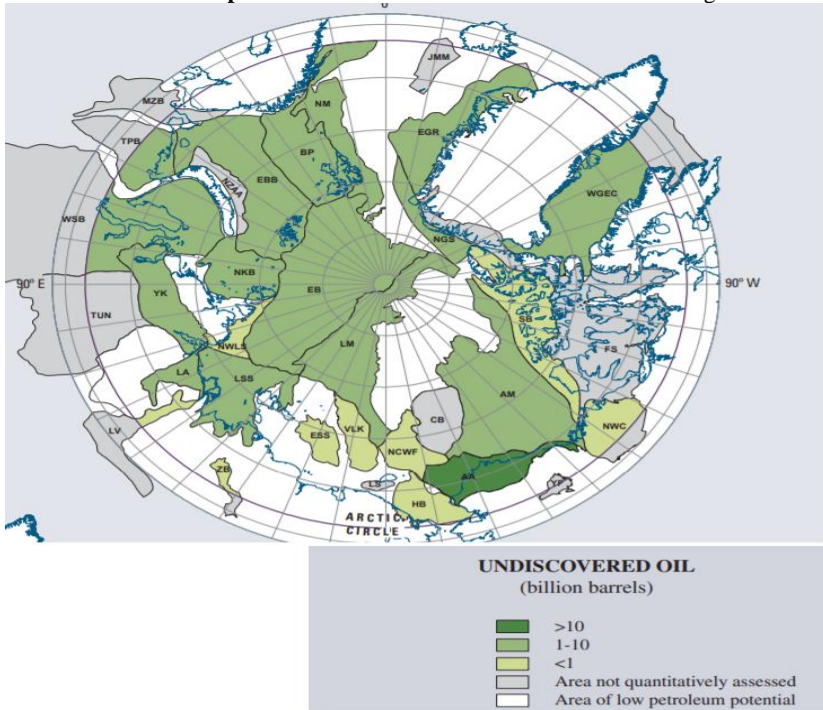 0
JMM
MZB
NM
TPB
EGR
BP
EBB
NZAA
WGEC
WSB
NGS
NKB
90° E
YK
EB
90° W
TUN
SB
NWLS
FS
LM
LA
LSS
AM
CB
LV
ESS
VLK
NWC
NCWF
ZB
AA
LS
YF
HB
ARCTIC
CIRCLE
UNDISCOVERED OIL
(billion barrels)
>10
1-10
<1
Area not quantitatively assessed
Area of low petroleum potential